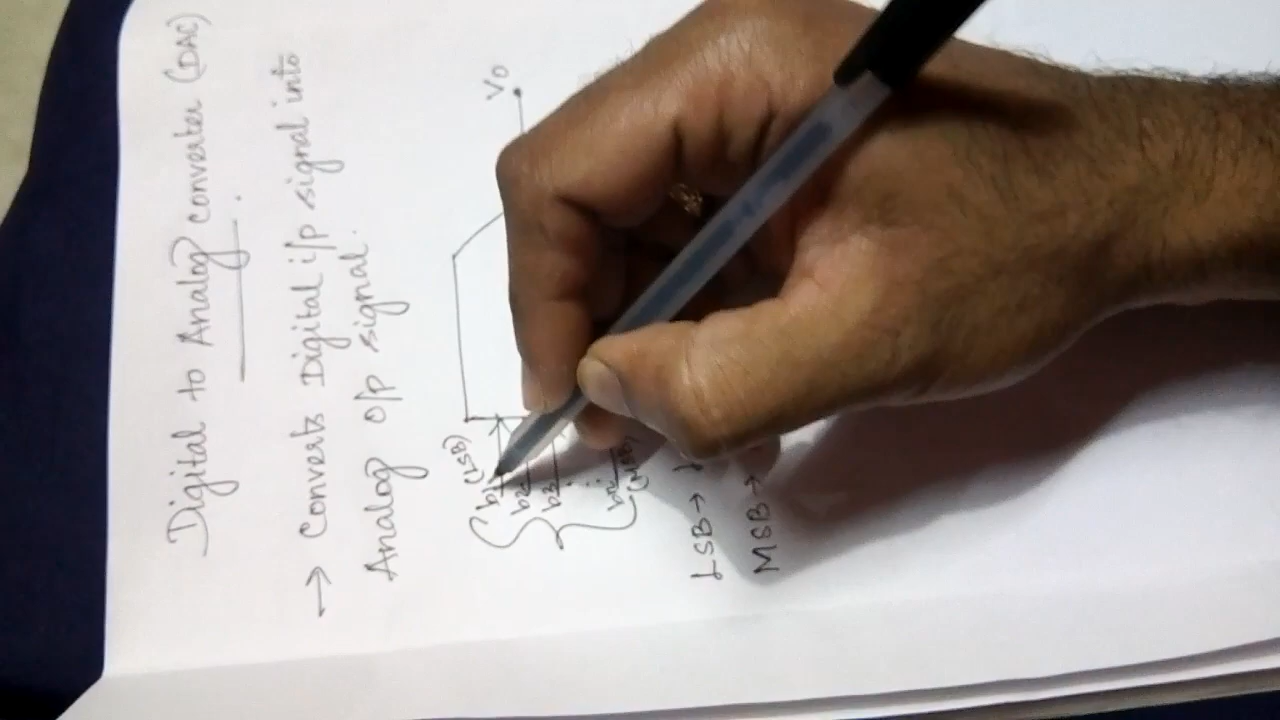 Digital to Analog converter (DAC).
→ Converts Digital i/p signal into
Analog o/p signal.
Vo
b1 (LSB)
b2
b3
bn
(MSB)
LSB →
MSB →